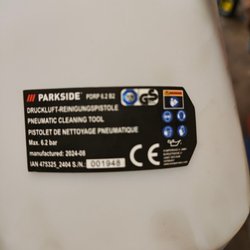 /// PARKSIDE® PDRP 6.2 B2
DRUCKLUFT-REINIGUNGSPISTOLE
PNEUMATIC CLEANING TOOL
PISTOLET DE NETTOYAGE PNEUMATIQUE
Max. 6.2 bar
manufactured: 2024-08
IAN 475325_2404 S./N. 001948
CE